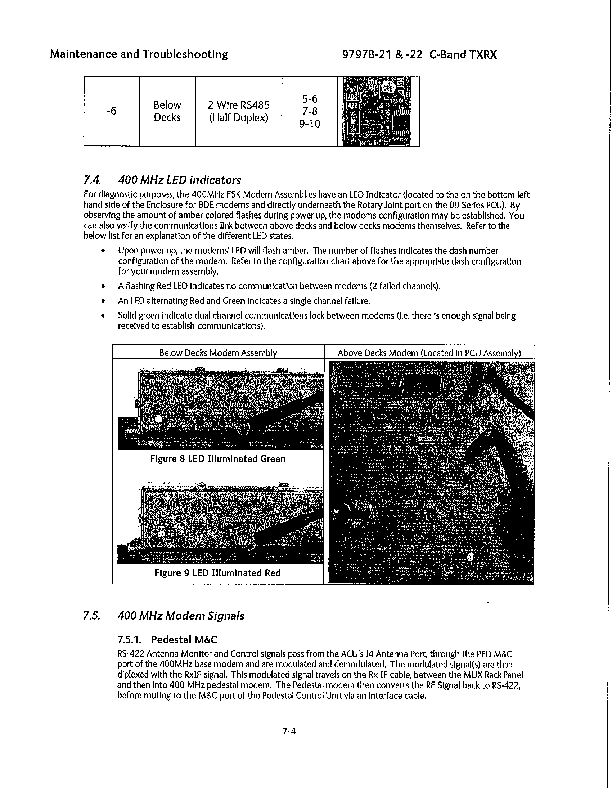 Maintenance and Troubleshooting 9797B-21 & -22 C-Band TXRX
-6 Below Decks 2 Wire RS485 (Half Duplex) 5-6 7-8 9-10
7.4. 400 MHz LED Indicators
For diagnostic purposes, the 400MHz FSK Modem Assemblies have an LED Indicator (located to the on the bottom left
hand side of the Enclosure for BDE modems and directly underneath the Rotary Joint port on the 09 Series PCU). By
observing the amount of amber colored flashes during power up, the modems configuration may be established. You
can also verify the communications link between above decks and below decks modems themselves. Refer to the
below list for an explanation of the different LED states.
• Upon power up, the modems' LED will flash amber. The number of flashes indicates the dash number
configuration of the modem. Refer to the configuration chart above for the appropriate dash configuration
for your modem assembly.
• A flashing Red LED indicates no communication between modems (2 failed channels).
• An LED alternating Red and Green indicates a single channel failure.
• Solid green indicate dual channel communications lock between modems (i.e. there is enough signal being
received to establish communications).
Below Decks Modem Assembly Above Decks Modem (Located in PCU Assembly)
Figure 8 LED Illuminated Green
Figure 9 LED Illuminated Red
7.5. 400 MHz Modem Signals
7.5.1. Pedestal M&C
RS-422 Antenna Monitor and Control signals pass from the ACU's J4 Antenna Port, through the PED M&C
port of the 400MHz base modem and are modulated and demodulated. The modulated signal(s) are then
diplexed with the RxIF signal. This modulated signal travels on the Rx IF cable, between the MUX Rack Panel
and then into 400 MHz pedestal modem. The Pedestal modem then converts the RF Signal back to RS-422,
before routing to the M&C port of the Pedestal Control Unit via an interface cable.
7-4